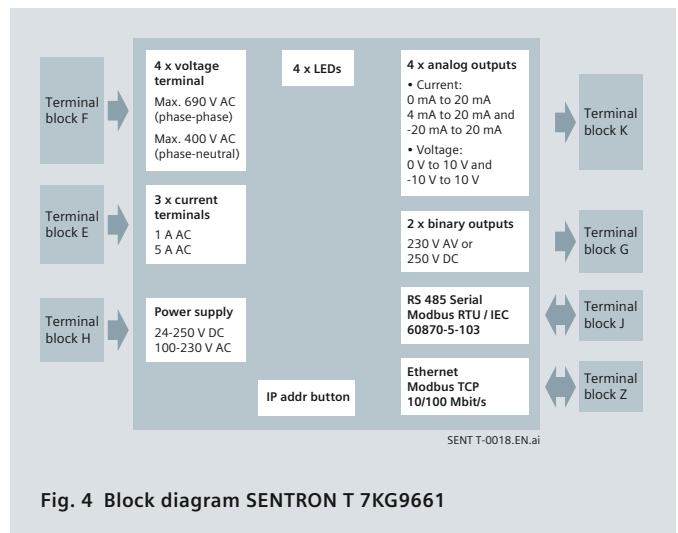 Terminal
block F
4 x voltage
terminal
Max. 690 V AC
(phase-phase)
Max. 400 V AC
(phase-neutral)
4 x LEDs
4 x analog outputs
• Current:
0 mA to 20 mA
4 mA to 20 mA and
-20 mA to 20 mA
• Voltage:
0 V to 10 V and
-10 V to 10 V
Terminal
block K
Terminal
block E
3 x current
terminals
1 A AC
5 A AC
2 x binary outputs
230 V AV or
250 V DC
Terminal
block G
Terminal
block H
Power supply
24-250 V DC
100-230 V AC
RS 485 Serial
Modbus RTU / IEC
60870-5-103
Terminal
block J
IP addr button
Ethernet
Modbus TCP
10/100 Mbit/s
Terminal
block Z
SENT T-0018.EN.ai
Fig. 4 Block diagram SENTRON T 7KG9661